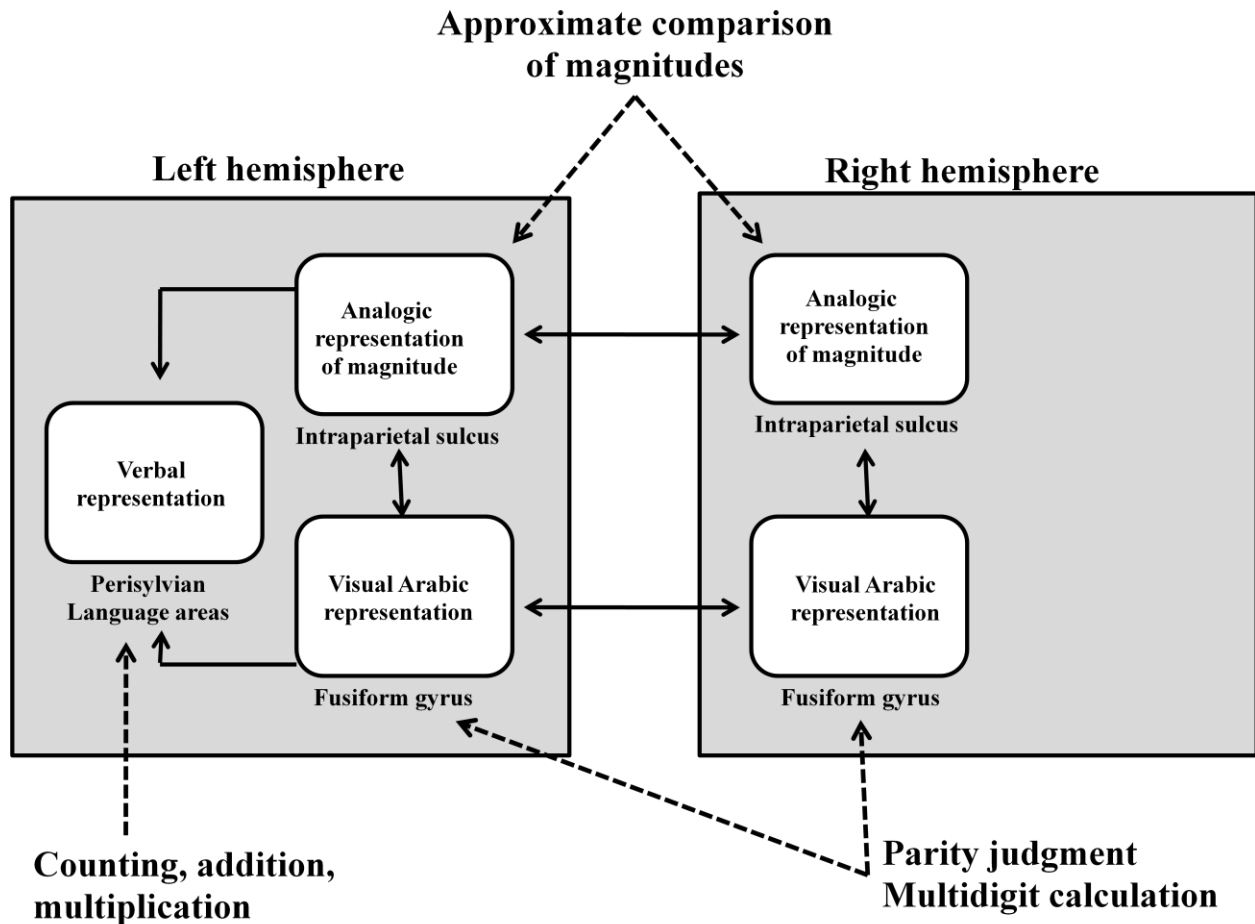 Approximate comparison
of magnitudes
Left hemisphere
Right hemisphere
Analogic
representation
of magnitude
Intraparietal sulcus
Verbal
representation
Perisylvian
Language areas
Visual Arabic
representation
Fusiform gyrus
Analogic
representation
of magnitude
Intraparietal sulcus
Visual Arabic
representation
Fusiform gyrus
Counting, addition,
multiplication
Parity judgment
Multidigit calculation